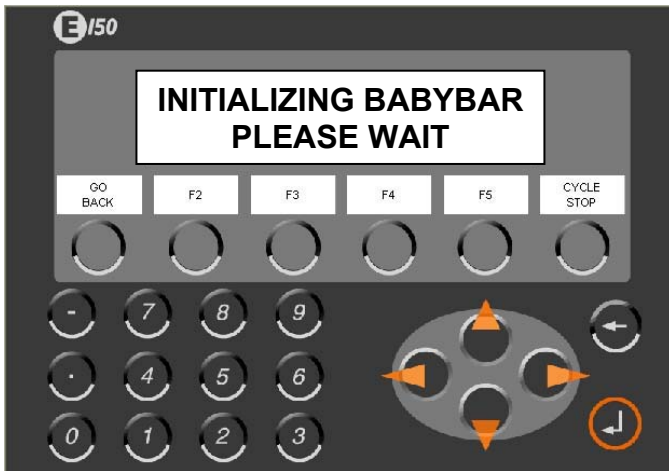 E150
INITIALIZING BABYBAR
PLEASE WAIT
GO
BACK
F2
F3
F4
F5
CYCLE
STOP
- 7 8 9
. 4 5 6
0 1 2 3